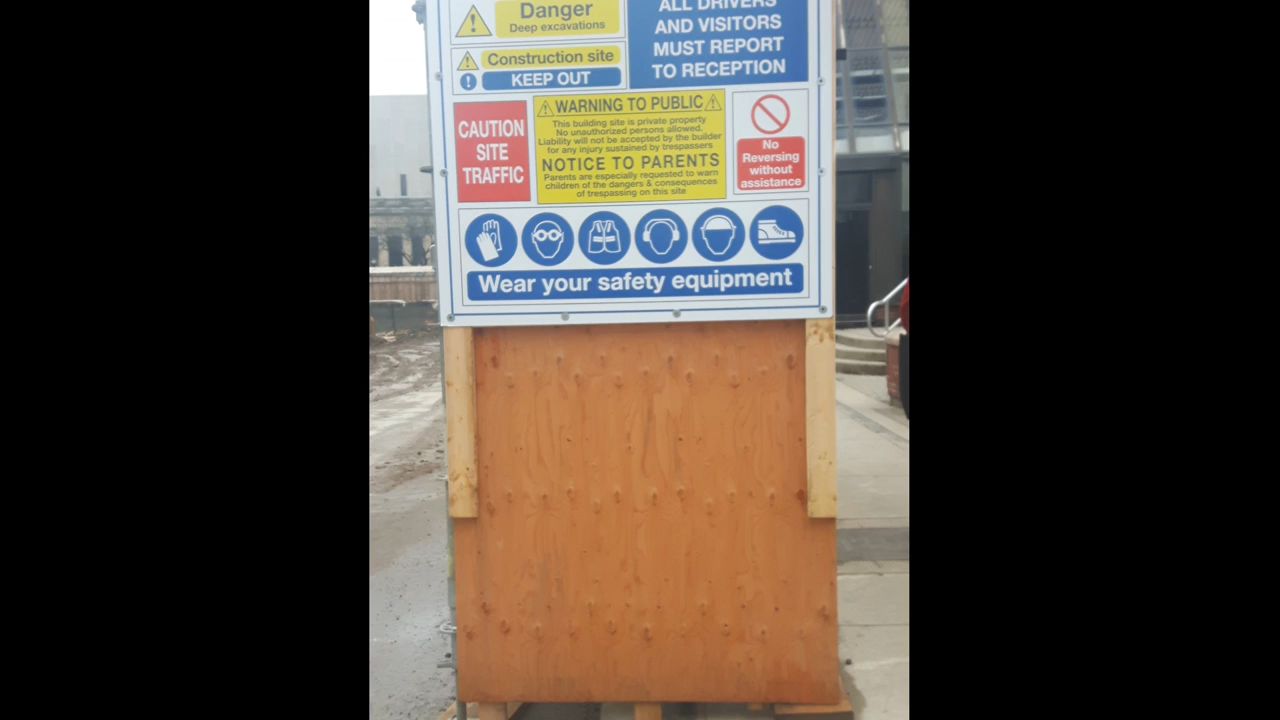 Danger
Deep excavations
Construction site
KEEP OUT
ALL DRIVERS
AND VISITORS
MUST REPORT
TO RECEPTION
CAUTION
SITE
TRAFFIC
WARNING TO PUBLIC
This building site is private property
No unauthorized persons allowed.
Liability will not be accepted by the builder
for any injury sustained by trespassers
NOTICE TO PARENTS
Parents are especially requested to warn
children of the dangers & consequences
of trespassing on this site
No
Reversing
without
assistance
Wear your safety equipment